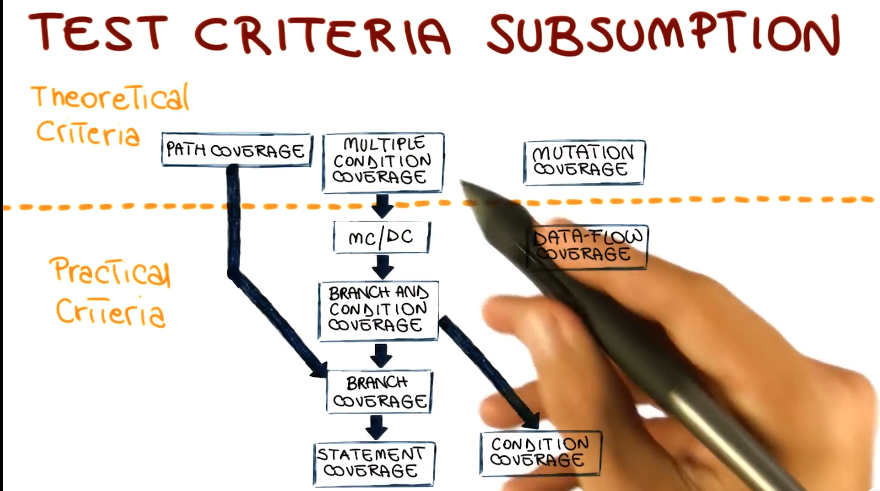 TEST CRITERIA SUBSUMPTION
Theoretical
Criteria
PATH COVERAGE
MULTIPLE
CONDITION
COVERAGE
MUTATION
COVERAGE
MC/DC
DATA-FLOW
COVERAGE
Practical
Criteria
BRANCH AND
CONDITION
COVERAGE
BRANCH
COVERAGE
STATEMENT
COVERAGE
CONDITION
COVERAGE